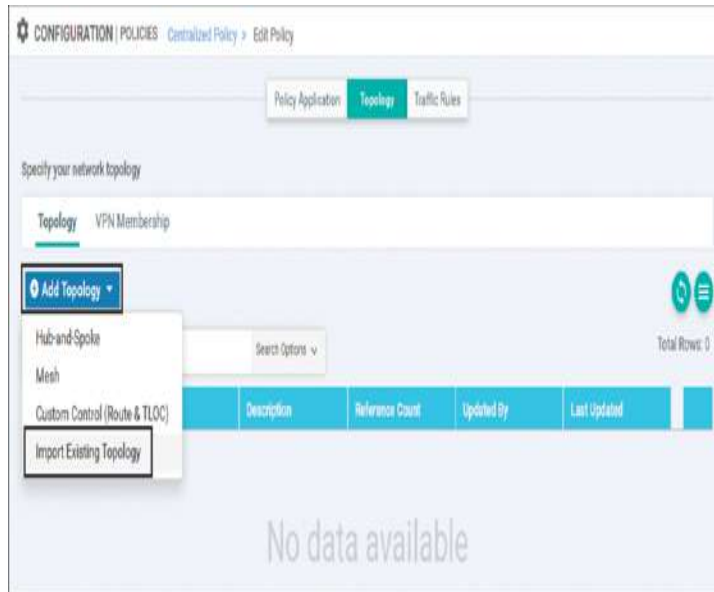 CONFIGURATION | POLICIES Centralized Policy > Edit Policy
Policy Application Topology Traffic Rules
Specify your network topology
Topology VPN Membership
Add Topology
Hub-and-Spoke
Search Options
Total Rows: 0
Mesh
Custom Control (Route & TLOC)
Description Reference Count Updated By Last Updated
Import Existing Topology
No data available